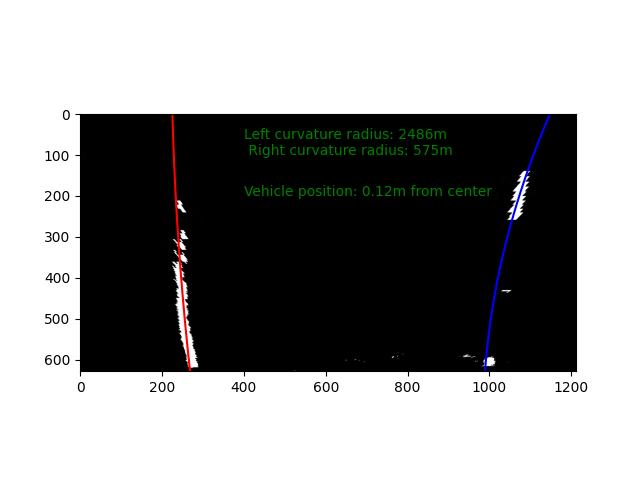 Left curvature radius: 2486m
Right curvature radius: 575m
Vehicle position: 0.12m from center
0
100
200
300
400
500
600
0 200 400 600 800 1000 1200